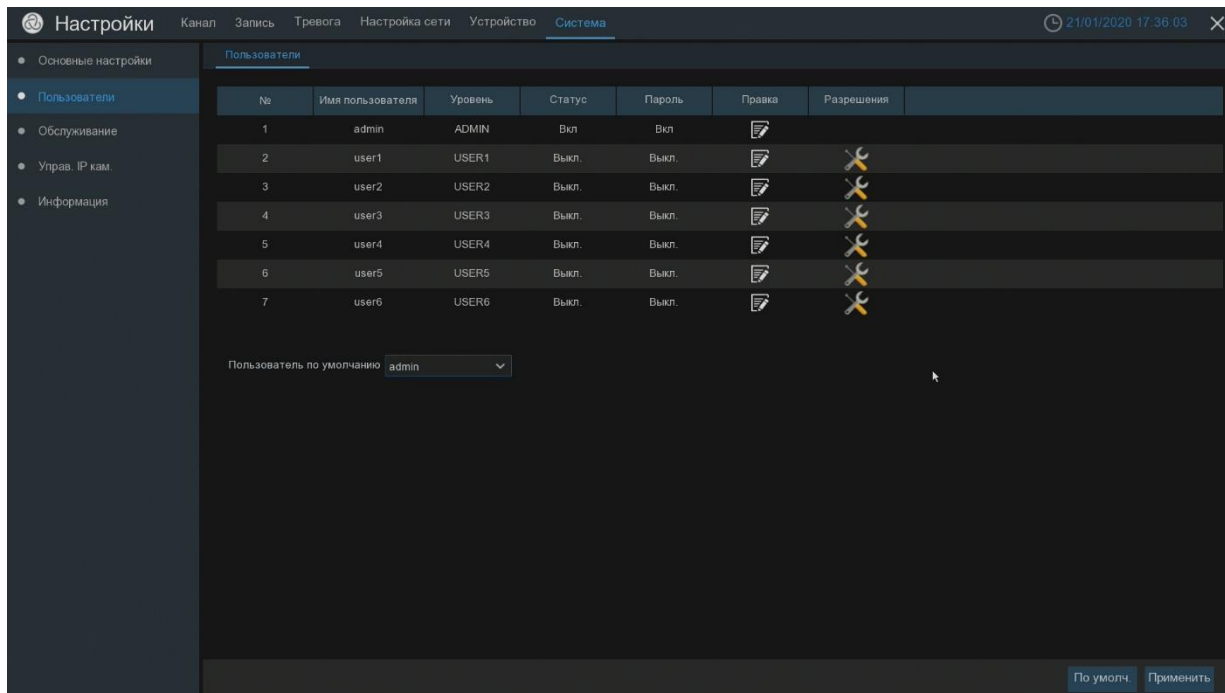 Настройки Канал Запись Тревога Настройка сети Устройство Система 21/01/2020 17:36:03
Основные настройки
Пользователи
Обслуживание
Управ. IP кам.
Информация
Пользователи
№ Имя пользователя Уровень Статус Пароль Правка Разрешения
1 admin ADMIN Вкл Вкл
2 user1 USER1 Выкл. Выкл.
3 user2 USER2 Выкл. Выкл.
4 user3 USER3 Выкл. Выкл.
5 user4 USER4 Выкл. Выкл.
6 user5 USER5 Выкл. Выкл.
7 user6 USER6 Выкл. Выкл.
Пользователь по умолчанию admin
По умолч. Применить